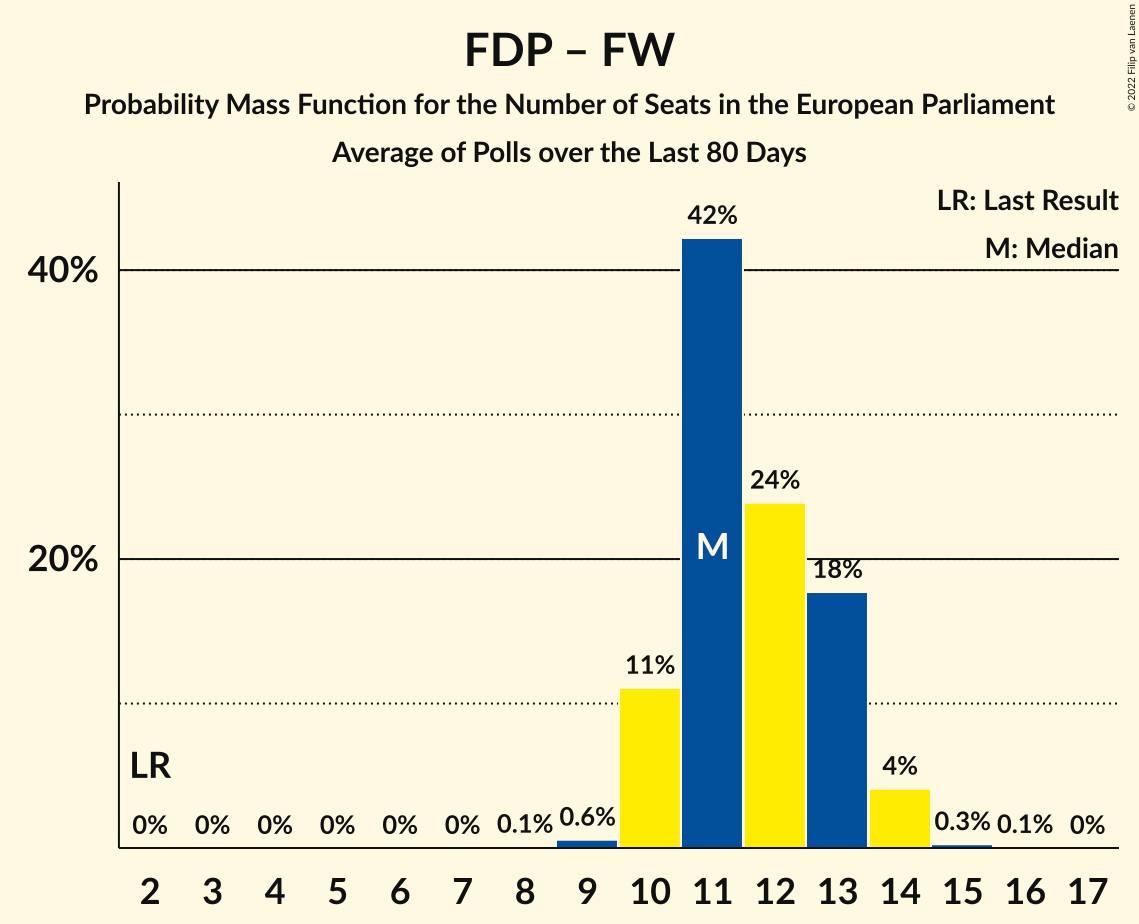 FDP – FW
Probability Mass Function for the Number of Seats in the European Parliament
Average of Polls over the Last 80 Days
© 2022 Filip van Laenen
LR: Last Result
M: Median
40%
20%
42%
24%
18%
11%
4%
M
LR
0% 0% 0% 0% 0% 0% 0.1% 0.6% 0.3% 0.1% 0%
2 3 4 5 6 7 8 9 10 11 12 13 14 15 16 17